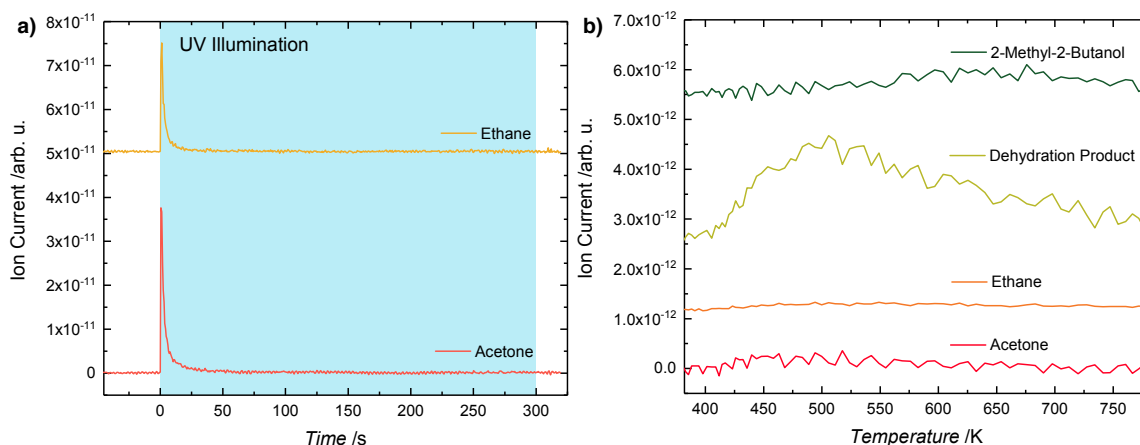 a)
UV Illumination
Ethane
Acetone
8x10-11
7x10-11
6x10-11
5x10-11
4x10-11
3x10-11
2x10-11
1x10-11
0
Ion Current /arb. u.
0 50 100 150 200 250 300
Time /s
b)
2-Methyl-2-Butanol
Dehydration Product
Ethane
Acetone
7.0x10-12
6.0x10-12
5.0x10-12
4.0x10-12
3.0x10-12
2.0x10-12
1.0x10-12
0.0
Ion Current /arb. u.
400 450 500 550 600 650 700 750
Temperature /K